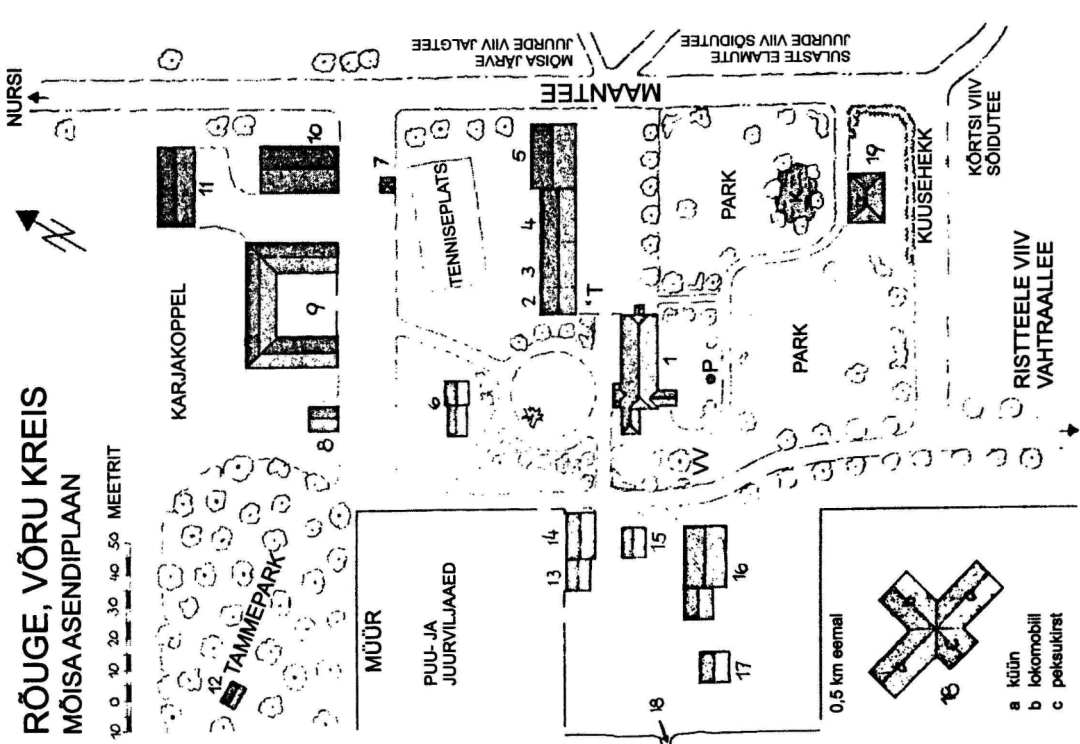 RÕUGE, VÕRU KREIS
MÕISA ASENDIPLAAN
10 0 10 20 30 40 50 MEETRIT
NURSI
MÕISA JÄRVE
JUURDE VIIV JALGTEE
SULASTE ELAMUTE
JUURDE VIIV SÕIDUTEE
MAANTEE
KÕRTSI VIIV
SÕIDUTEE
KUUSEHEKK
KARJAKOPPEL
11
10
9
8
7
TENNISEPLATS
6
5
4
3
2
T
1
P
PARK
K
19
PARK
VV
RISTTEELE VIIV
VAHTRAALLEE
12
TAMMEPARK
MÜÜR
PUU- JA
JUURVILJAAED
14
13
15
16
17
18
0,5 km eemal
a
b
c
18
a küün
b lokomobiil
c peksukirst